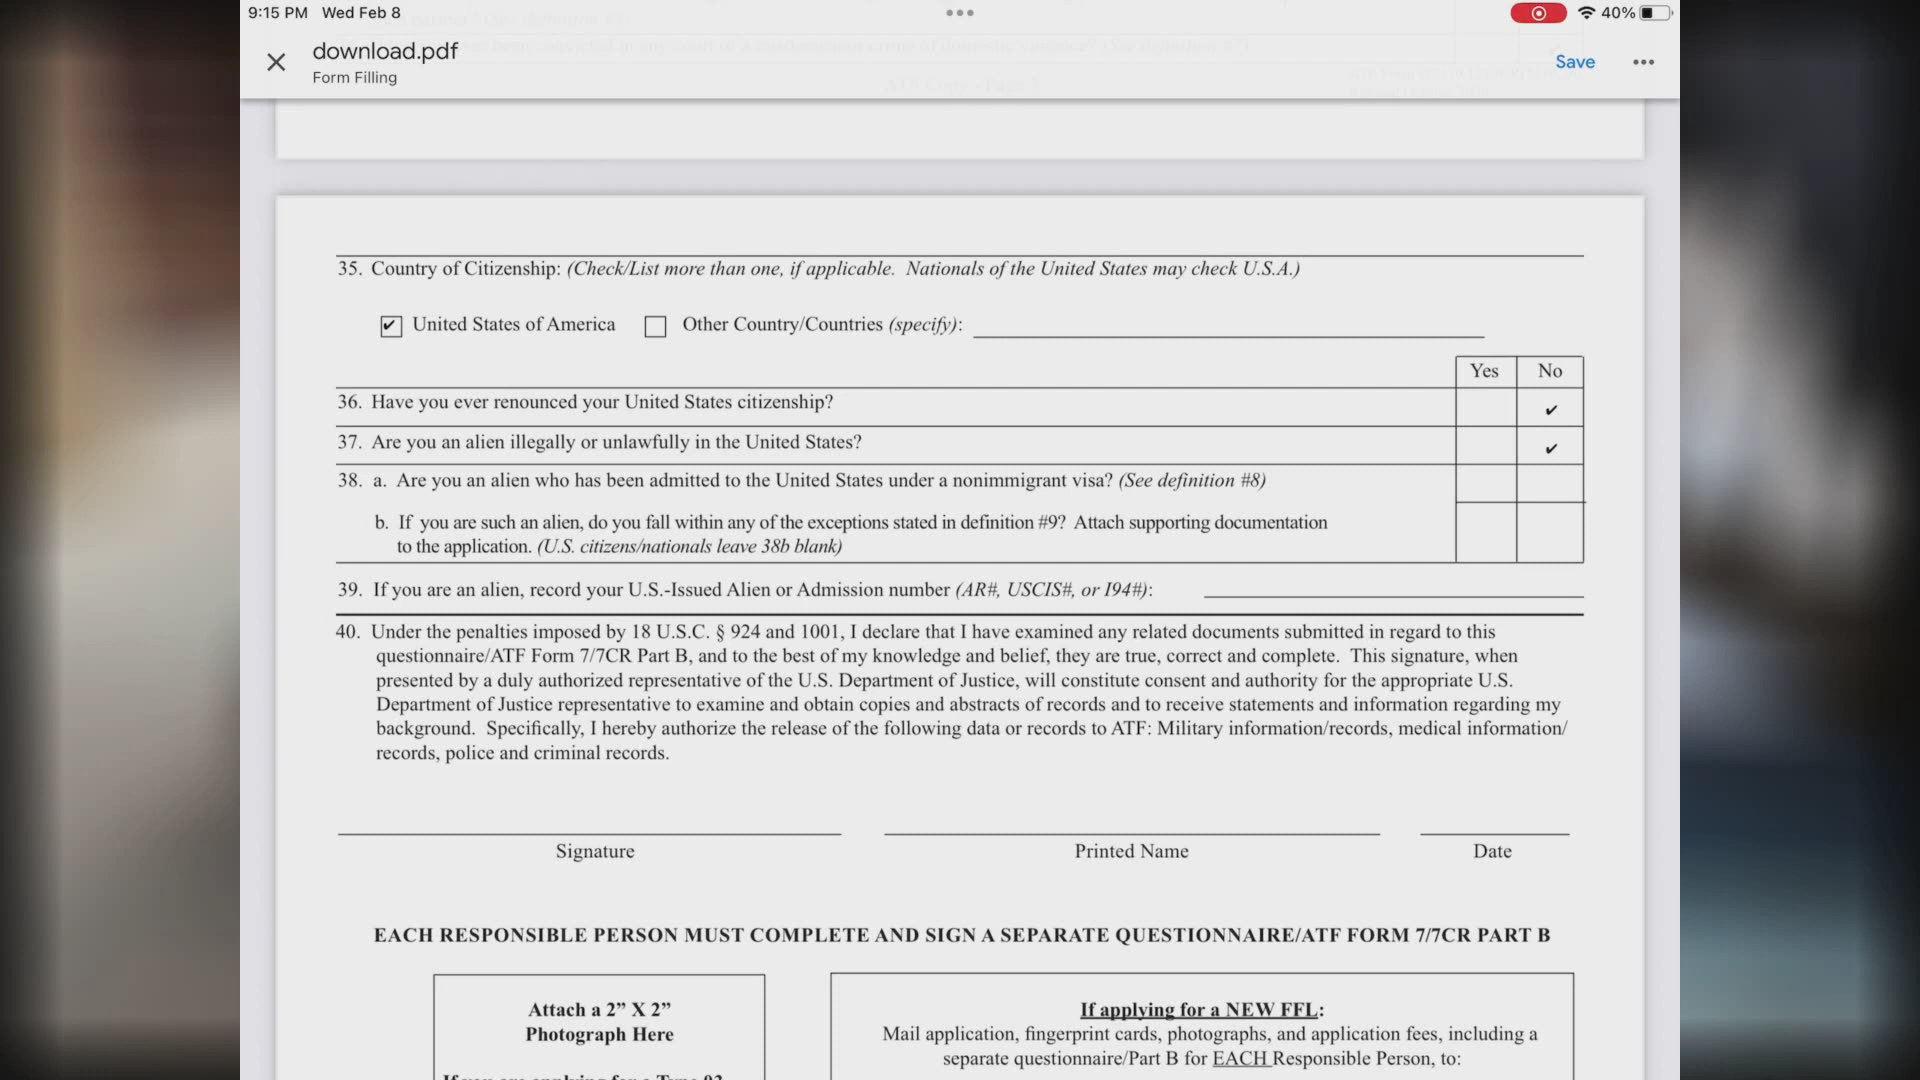 9:15 PM Wed Feb 8
40%
download.pdf
Form Filling
Save
35. Country of Citizenship: (Check/List more than one, if applicable. Nationals of the United States may check U.S.A.)
United States of America
Other Country/Countries (specify):
Yes No
36. Have you ever renounced your United States citizenship?
37. Are you an alien illegally or unlawfully in the United States?
38. a. Are you an alien who has been admitted to the United States under a nonimmigrant visa? (See definition #8)
b. If you are such an alien, do you fall within any of the exceptions stated in definition #9? Attach supporting documentation
to the application. (U.S. citizens/nationals leave 38b blank)
39. If you are an alien, record your U.S.-Issued Alien or Admission number (AR#, USCIS#, or I94#):
40. Under the penalties imposed by 18 U.S.C. § 924 and 1001, I declare that I have examined any related documents submitted in regard to this
questionnaire/ATF Form 7/7CR Part B, and to the best of my knowledge and belief, they are true, correct and complete. This signature, when
presented by a duly authorized representative of the U.S. Department of Justice, will constitute consent and authority for the appropriate U.S.
Department of Justice representative to examine and obtain copies and abstracts of records and to receive statements and information regarding my
background. Specifically, I hereby authorize the release of the following data or records to ATF: Military information/records, medical information/
records, police and criminal records.
Signature
Printed Name
Date
EACH RESPONSIBLE PERSON MUST COMPLETE AND SIGN A SEPARATE QUESTIONNAIRE/ATF FORM 7/7CR PART B
Attach a 2” X 2”
Photograph Here
If applying for a NEW FFL:
Mail application, fingerprint cards, photographs, and application fees, including a
separate questionnaire/Part B for EACH Responsible Person, to: